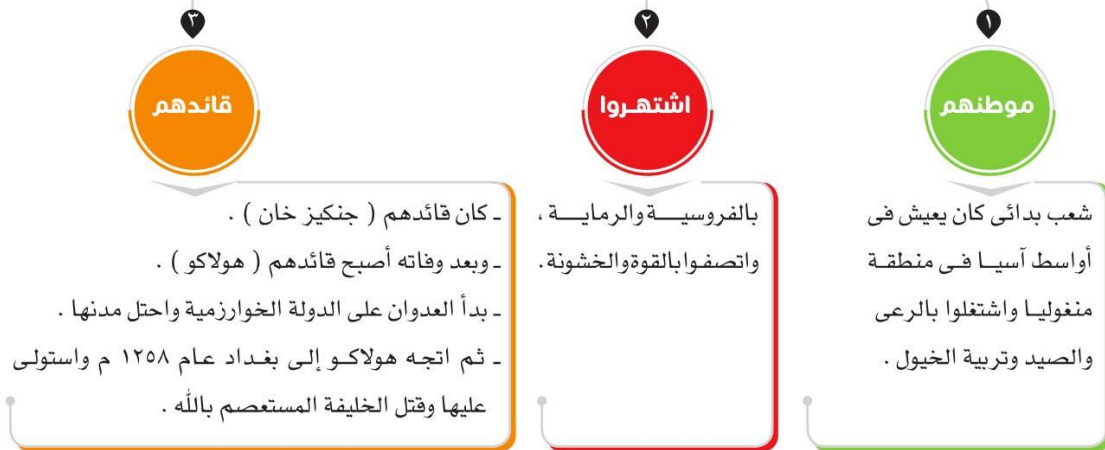 ١
موطنهم
شعب بدائى كان يعيش فى
أواسط آسيا فى منطقة
منغوليا واشتغلوا بالرعى
والصيد وتربية الخيول .
٢
اشتهروا
بالفروسية والرماية ،
واتصفوا بالقوة والخشونة .
٣
قائدهم
ـ كان قائدهم ( جنكيز خان ) .
ـ وبعد وفاته أصبح قائدهم ( هولاكو ) .
ـ بدأ العدوان على الدولة الخوارزمية واحتل مدنها .
ـ ثم اتجه هولاكو إلى بغداد عام ١٢٥٨ م واستولى
عليها وقتل الخليفة المستعصم بالله .